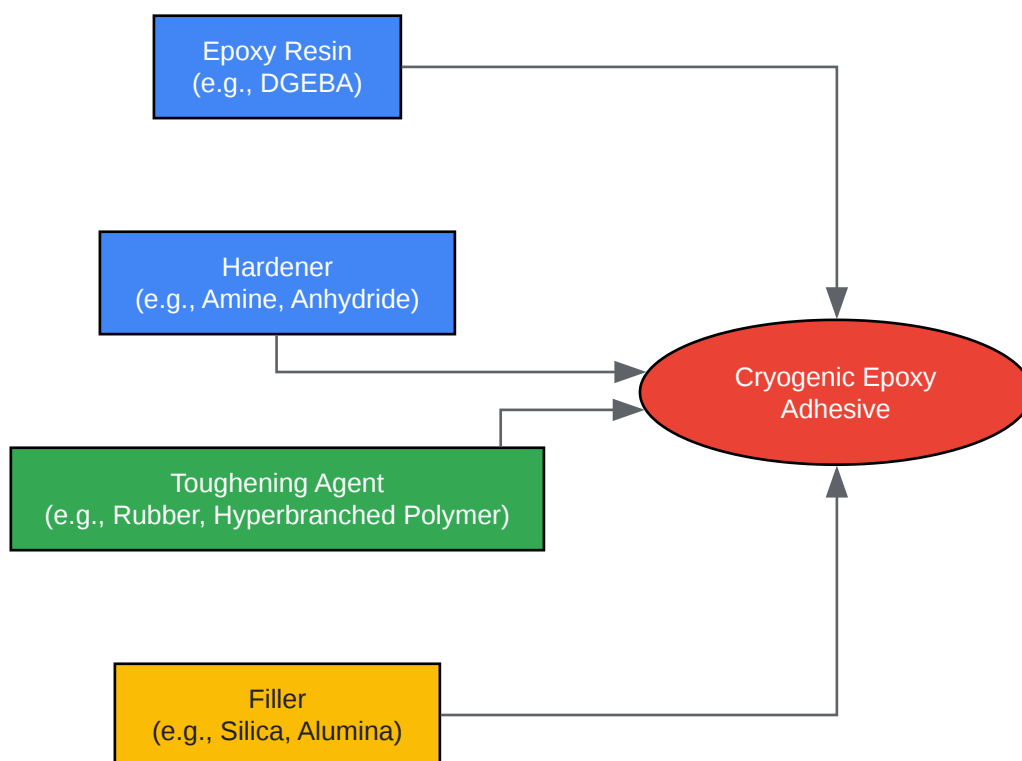 Epoxy Resin
(e.g., DGEBA)
Hardener
(e.g., Amine, Anhydride)
Cryogenic Epoxy
Adhesive
Toughening Agent
(e.g., Rubber, Hyperbranched Polymer)
Filler
(e.g., Silica, Alumina)